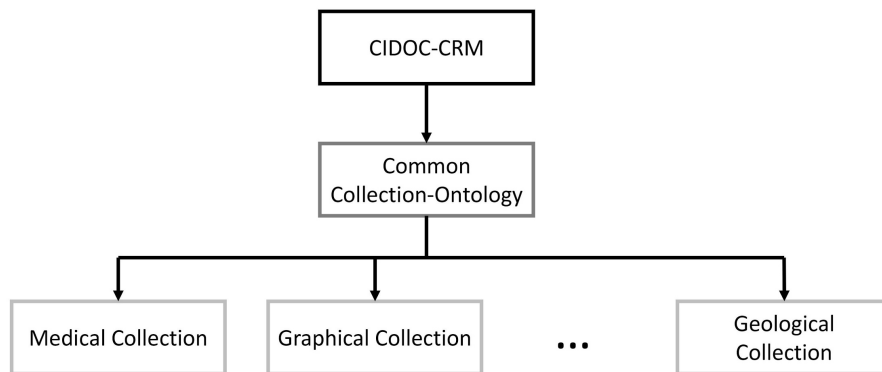 CIDOC-CRM
Common
Collection-Ontology
Medical Collection
Graphical Collection
...
Geological
Collection